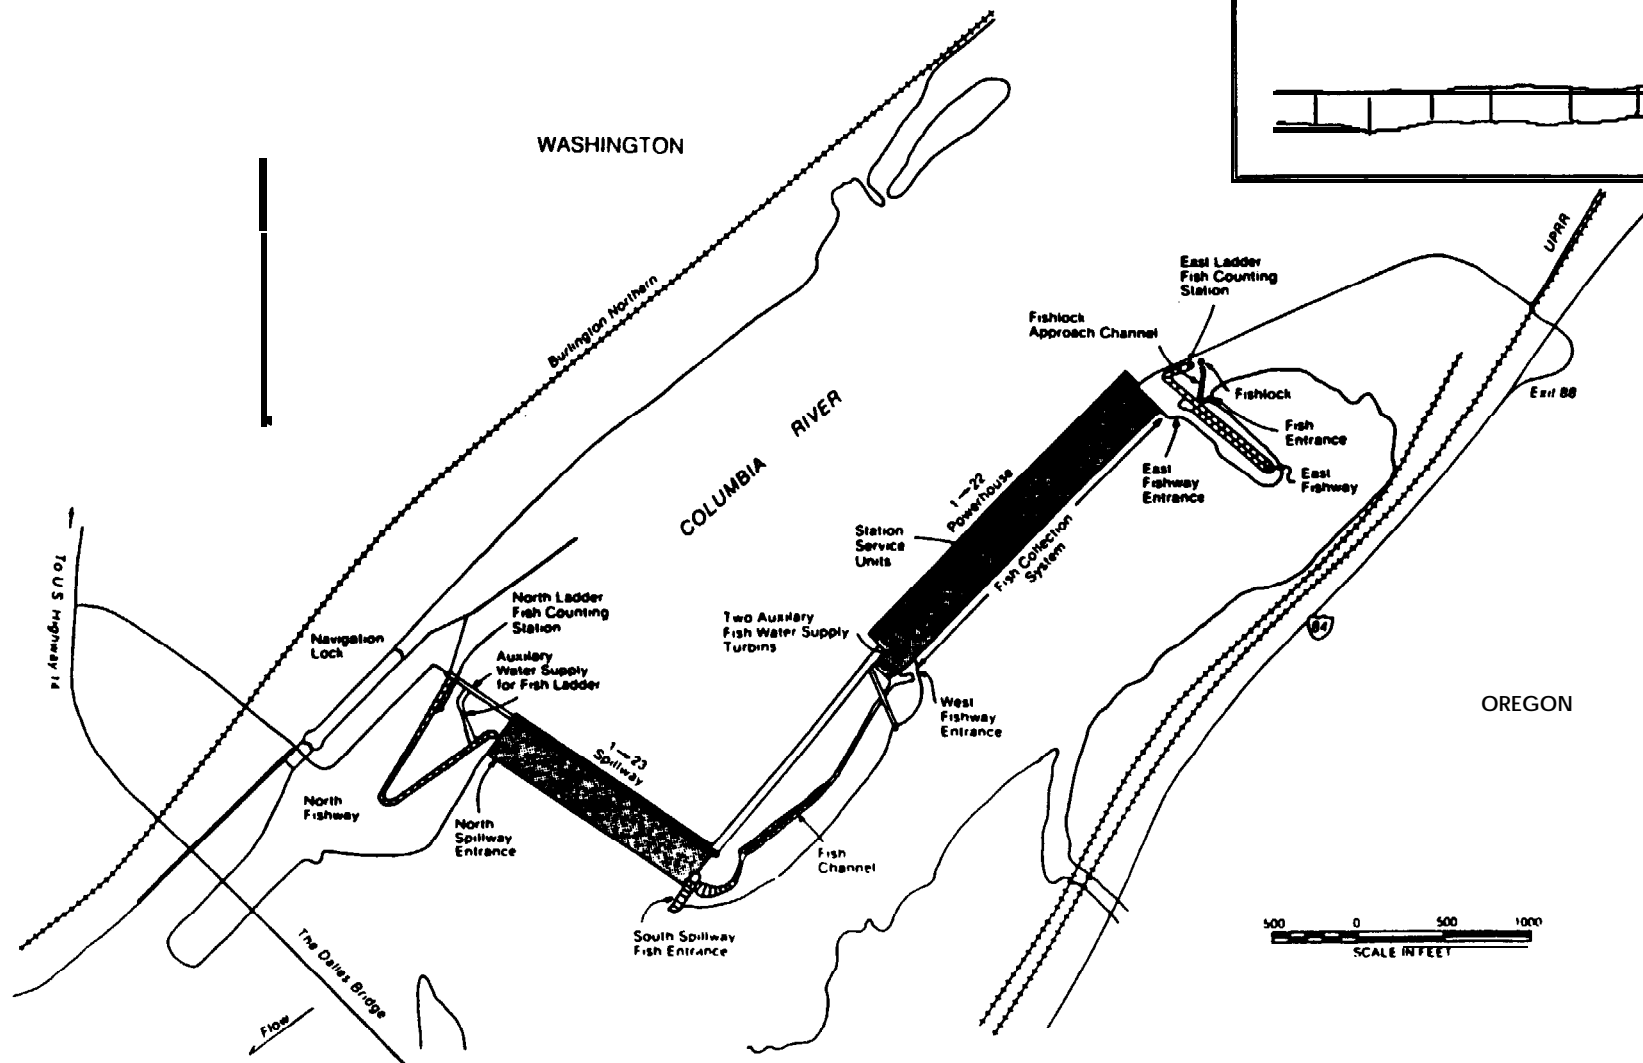 WASHINGTON
UPRR
East Ladder
Fish Counting
Station
Burlington Northern
Fishlock
Approach Channel
Fishlock
Exit 88
RIVER
Fish
Entrance
COLUMBIA
East
Fishway
Entrance
East
Fishway
1—22
Powerhouse
Station
Service
Units
Fish Collection
System
To U S Highway 14
North Ladder
Fish Counting
Station
Two Auxilary
Fish Water Supply
Turbins
84
Navigation
Lock
Auxilary
Water Supply
for Fish Ladder
OREGON
West
Fishway
Entrance
1—23
Spillway
North
Fishway
North
Spillway
Entrance
Fish
Channel
South Spillway
Fish Entrance
500 0 500 1000
SCALE IN FEET
The Dalles Bridge
Flow